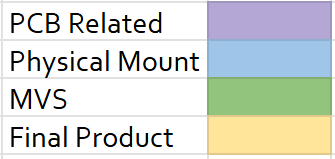 PCB Related
Physical Mount
MVS
Final Product